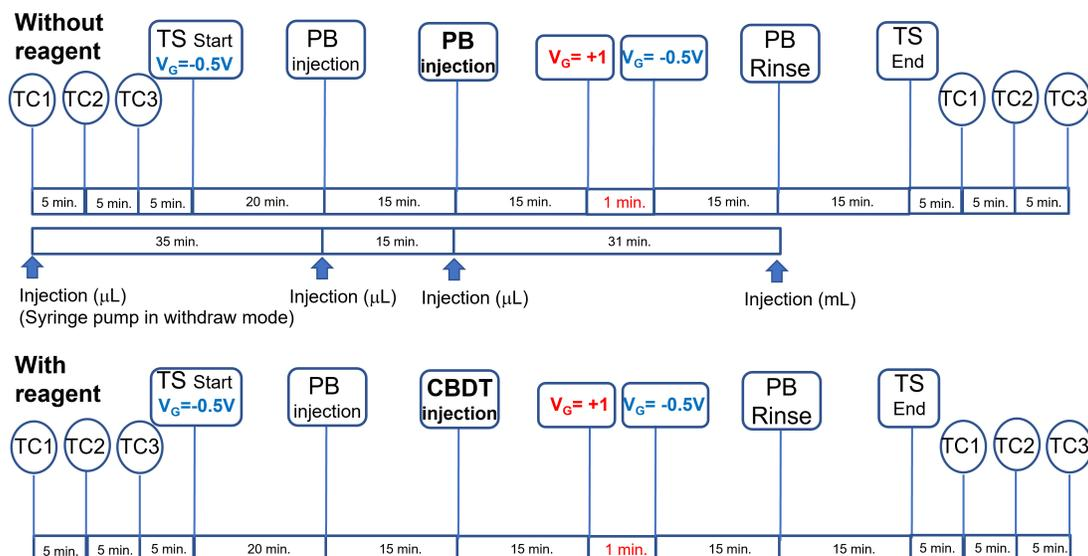 Without
reagent
TS Start
VG=-0.5V
PB
injection
PB
injection
VG= +1
VG= -0.5V
PB
Rinse
TS
End
TC1
TC2
TC3
TC1
TC2
TC3
5 min.
5 min.
5 min.
20 min.
15 min.
15 min.
1 min.
15 min.
15 min.
5 min.
5 min.
5 min.
35 min.
15 min.
31 min.
Injection (μL)
(Syringe pump in withdraw mode)
Injection (μL)
Injection (μL)
Injection (mL)
With
reagent
TS Start
VG=-0.5V
PB
injection
CBDT
injection
VG= +1
VG= -0.5V
PB
Rinse
TS
End
TC1
TC2
TC3
TC1
TC2
TC3
5 min.
5 min.
5 min.
20 min.
15 min.
15 min.
1 min.
15 min.
15 min.
5 min.
5 min.
5 min.